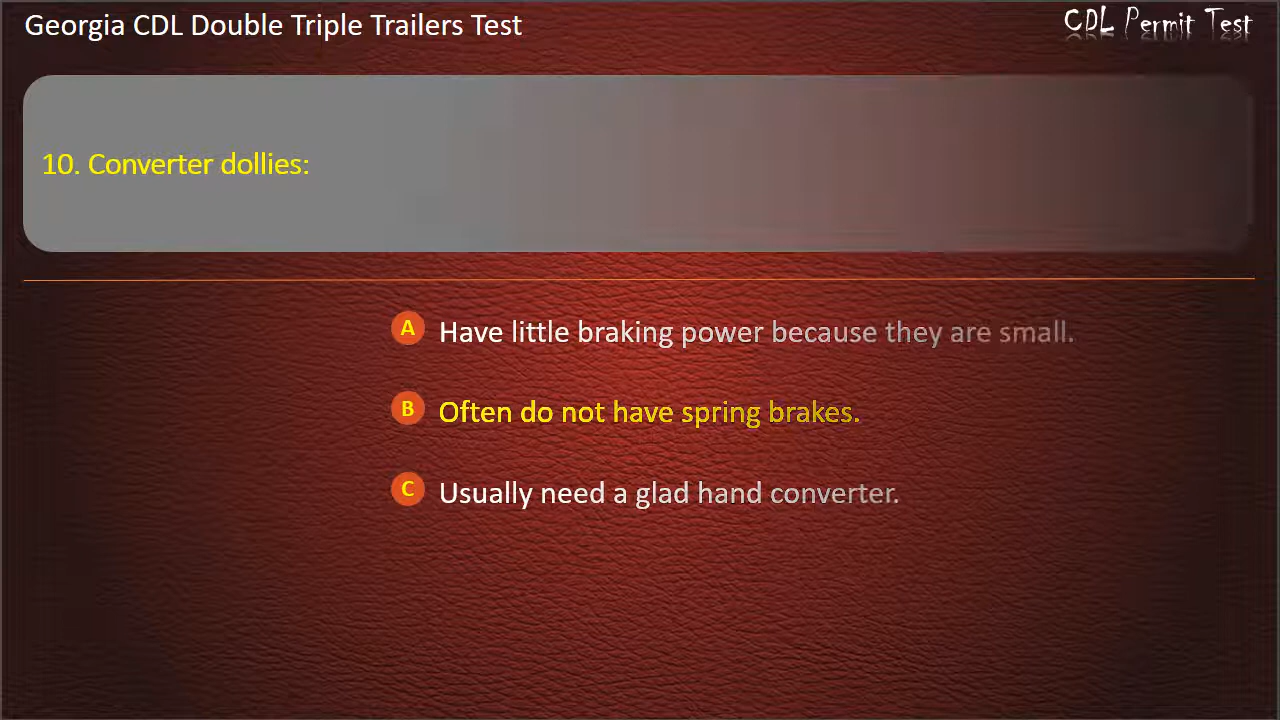 Georgia CDL Double Triple Trailers Test
CDL Permit Test
10. Converter dollies:
A Have little braking power because they are small.
B Often do not have spring brakes.
C Usually need a glad hand converter.